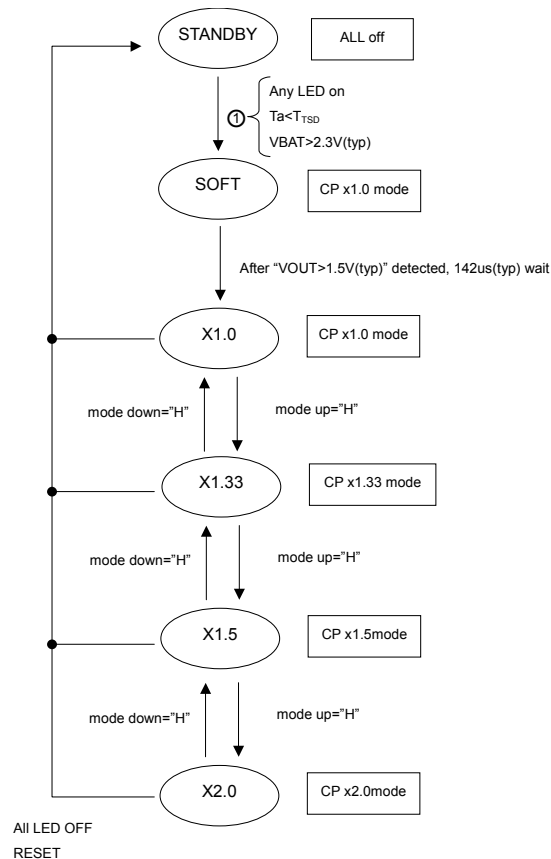 STANDBY
ALL off
Any LED on
① Ta<TTSD
VBAT>2.3V(typ)
SOFT
CP x1.0 mode
After “VOUT>1.5V(typ)” detected, 142us(typ) wait
X1.0
CP x1.0 mode
mode down=”H”
mode up=”H”
X1.33
CP x1.33 mode
mode down=”H”
mode up=”H”
X1.5
CP x1.5mode
mode down=”H”
mode up=”H”
X2.0
CP x2.0mode
All LED OFF
RESET